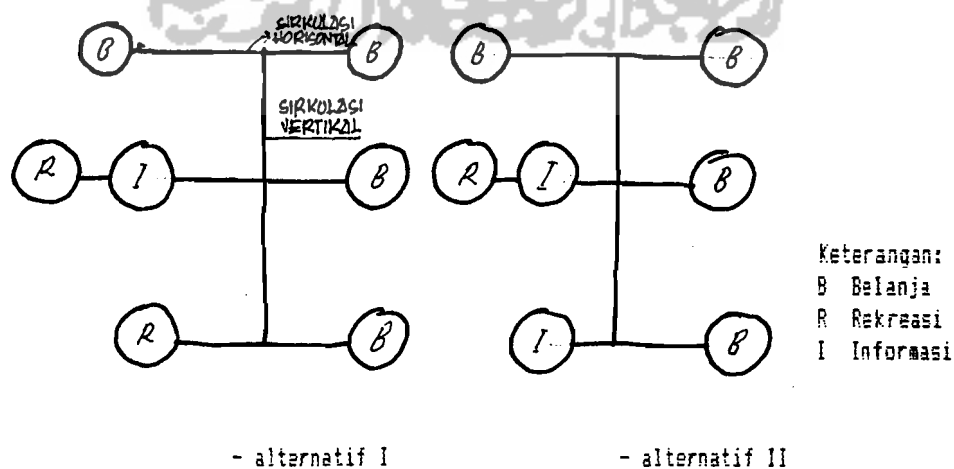 SIRKULASI
HORISONTAL
B B B B
SIRKULASI
VERTIKAL
R I B R I B
R B I B
Keterangan:
B Belanja
R Rekreasi
I Informasi
- alternatif I
- alternatif II